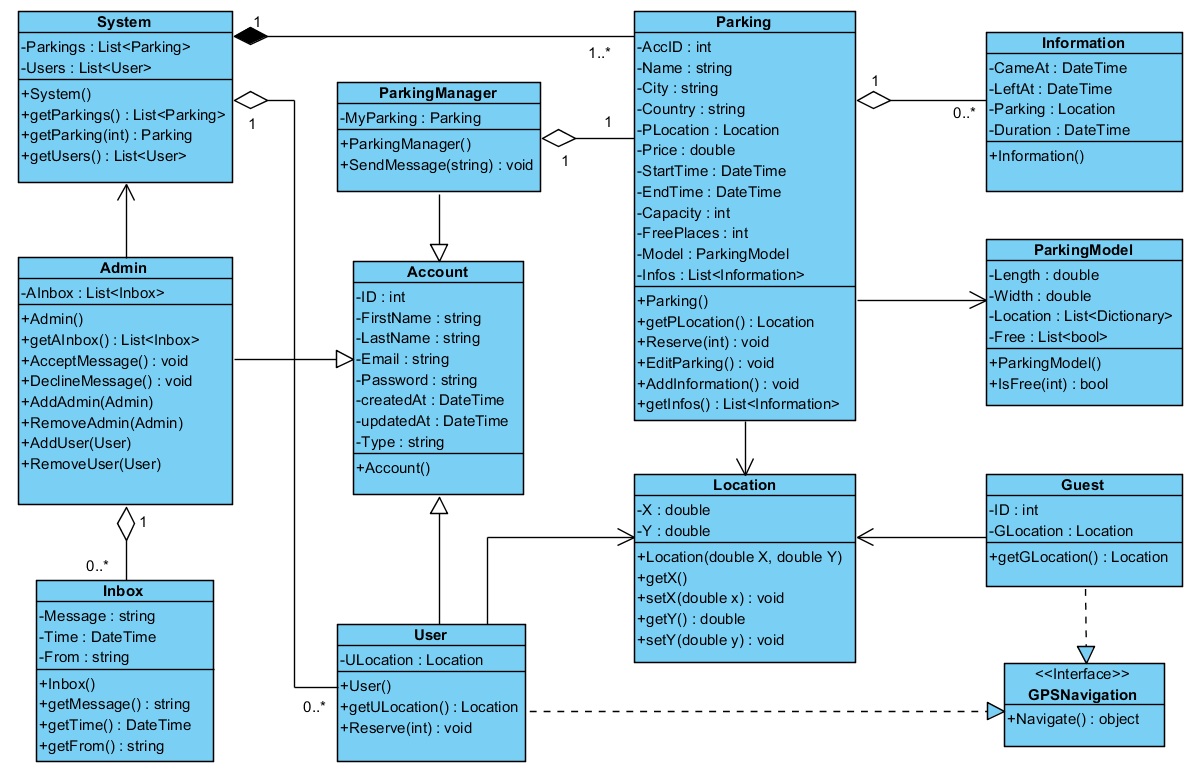 System
-Parkings : List<Parking>
-Users : List<User>
+System()
+getParkings() : List<Parking>
+getParking(int) : Parking
+getUsers() : List<User>
1
1..*
1
ParkingManager
-MyParking : Parking
+ParkingManager()
+SendMessage(string) : void
1
1
Parking
-AccID : int
-Name : string
-City : string
-Country : string
-PLocation : Location
-Price : double
-StartTime : DateTime
-EndTime : DateTime
-Capacity : int
-FreePlaces : int
-Model : ParkingModel
-Infos : List<Information>
+Parking()
+getPLocation() : Location
+Reserve(int) : void
+EditParking() : void
+AddInformation() : void
+getInfos() : List<Information>
1
0..*
Information
-CameAt : DateTime
-LeftAt : DateTime
-Parking : Location
-Duration : DateTime
+Information()
ParkingModel
-Length : double
-Width : double
-Location : List<Dictionary>
-Free : List<bool>
+ParkingModel()
+IsFree(int) : bool
Admin
-AInbox : List<Inbox>
+Admin()
+getAInbox() : List<Inbox>
+AcceptMessage() : void
+DeclineMessage() : void
+AddAdmin(Admin)
+RemoveAdmin(Admin)
+AddUser(User)
+RemoveUser(User)
1
0..*
Account
-ID : int
-FirstName : string
-LastName : string
-Email : string
-Password : string
-createdAt : DateTime
-updatedAt : DateTime
-Type : string
+Account()
Location
-X : double
-Y : double
+Location(double X, double Y)
+getX()
+setX(double x) : void
+getY() : double
+setY(double y) : void
Guest
-ID : int
-GLocation : Location
+getGLocation() : Location
Inbox
-Message : string
-Time : DateTime
-From : string
+Inbox()
+getMessage() : string
+getTime() : DateTime
+getFrom() : string
0..*
User
-ULocation : Location
+User()
+getULocation() : Location
+Reserve(int) : void
<<Interface>>
GPSNavigation
+Navigate() : object